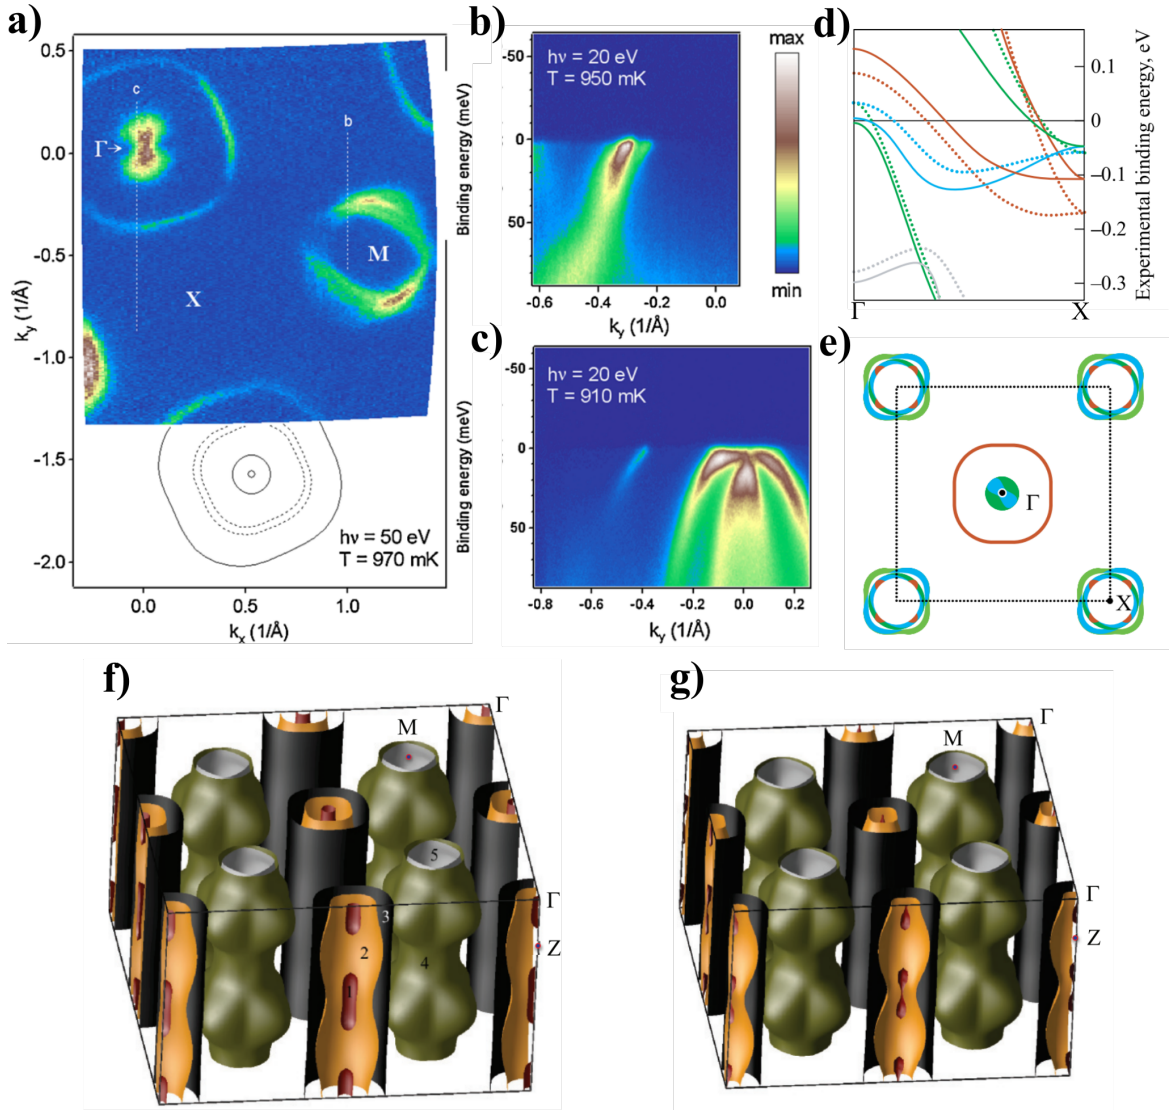 a)
0.5
0.0
-0.5
-1.0
-1.5
-2.0
k_y (1/Å)
c
Γ
b
M
X
hν = 50 eV
T = 970 mK
0.0
0.5
1.0
k_x (1/Å)
b)
-50
0
50
Binding energy (meV)
hν = 20 eV
T = 950 mK
-0.6
-0.4
-0.2
0.0
k_y (1/Å)
max
min
c)
-50
0
50
Binding energy (meV)
hν = 20 eV
T = 910 mK
-0.8
-0.6
-0.4
-0.2
0.0
0.2
k_y (1/Å)
d)
0.1
0
−0.1
−0.2
−0.3
Experimental binding energy, eV
Γ
X
e)
Γ
X
f)
Γ
M
5
Γ
3
2
Z
4
1
g)
Γ
M
Γ
Z